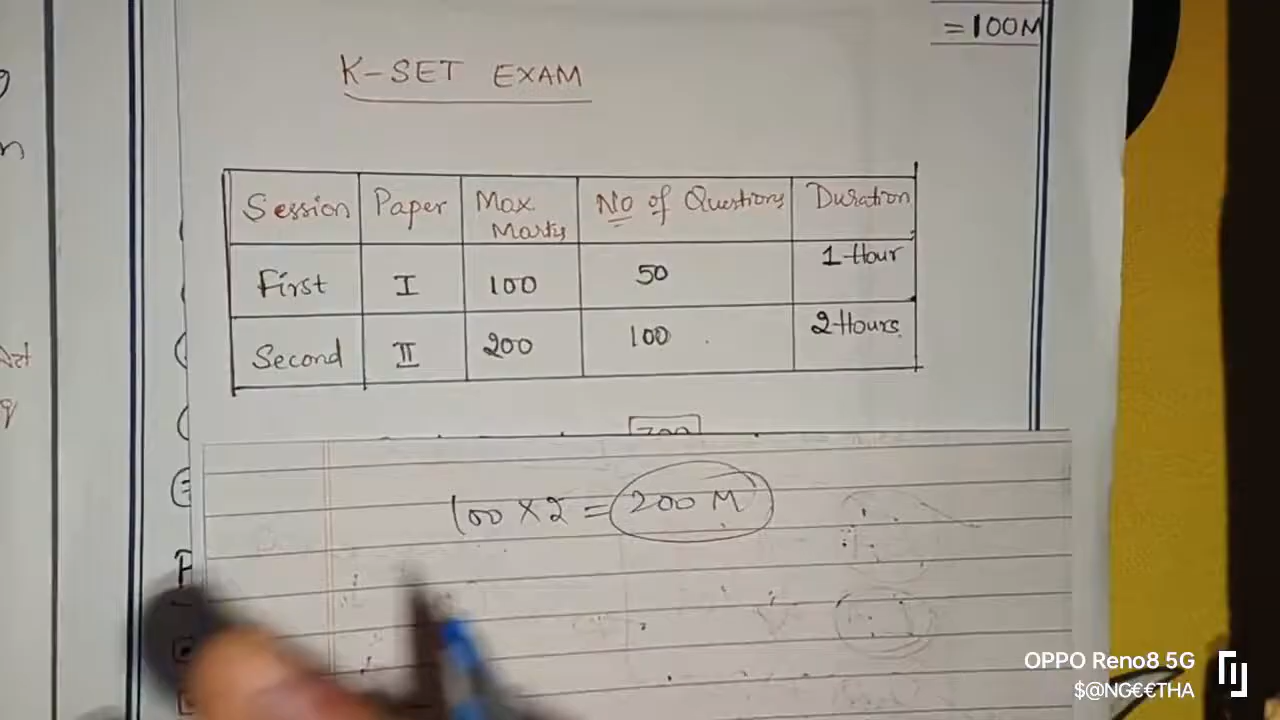 = 100M
K-SET EXAM
Session Paper Max Marks No of Questions Duration
First I 100 50 1-Hour
Second II 200 100 2-Hours
100 × 2 = 200 M
OPPO Reno8 5G
$@NG€€THA